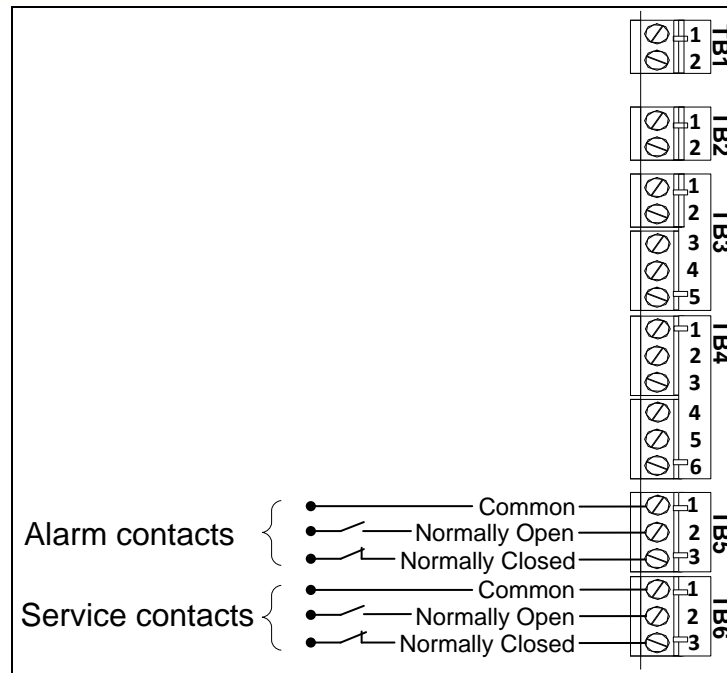 1
TB1
2
1
TB2
2
1
2
TB3
3
4
5
1
TB4
2
3
4
5
6
Common
1
Alarm contacts
Normally Open
2
TB5
Normally Closed
3
Common
1
Service contacts
Normally Open
2
TB6
Normally Closed
3